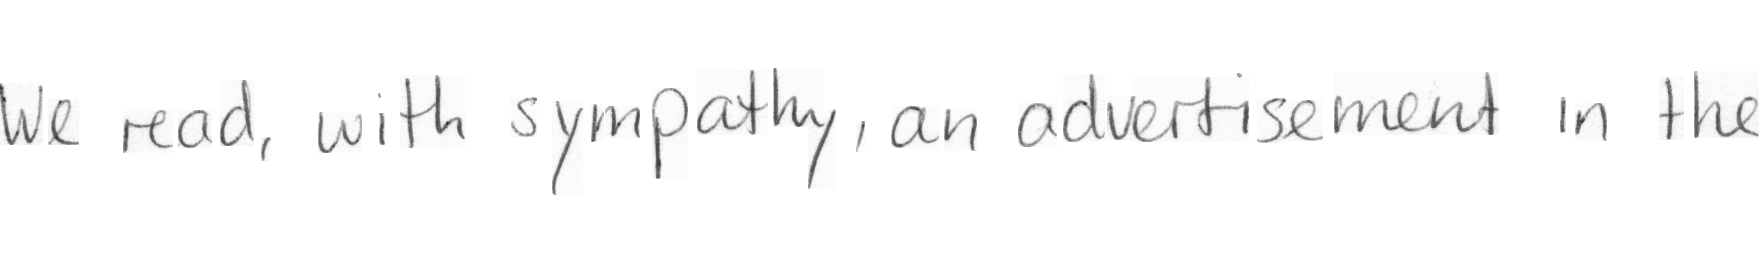 We read, with sympathy, an advertisement in the